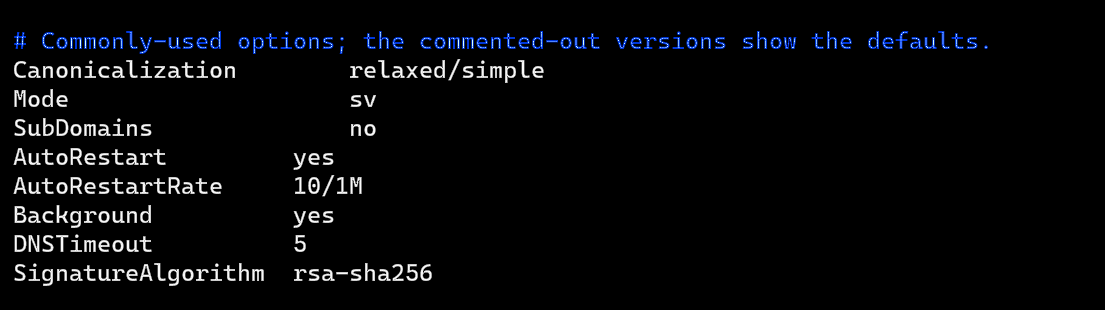 # Commonly-used options; the commented-out versions show the defaults.
Canonicalization        relaxed/simple
Mode                    sv
SubDomains              no
AutoRestart         yes
AutoRestartRate     10/1M
Background          yes
DNSTimeout          5
SignatureAlgorithm  rsa-sha256